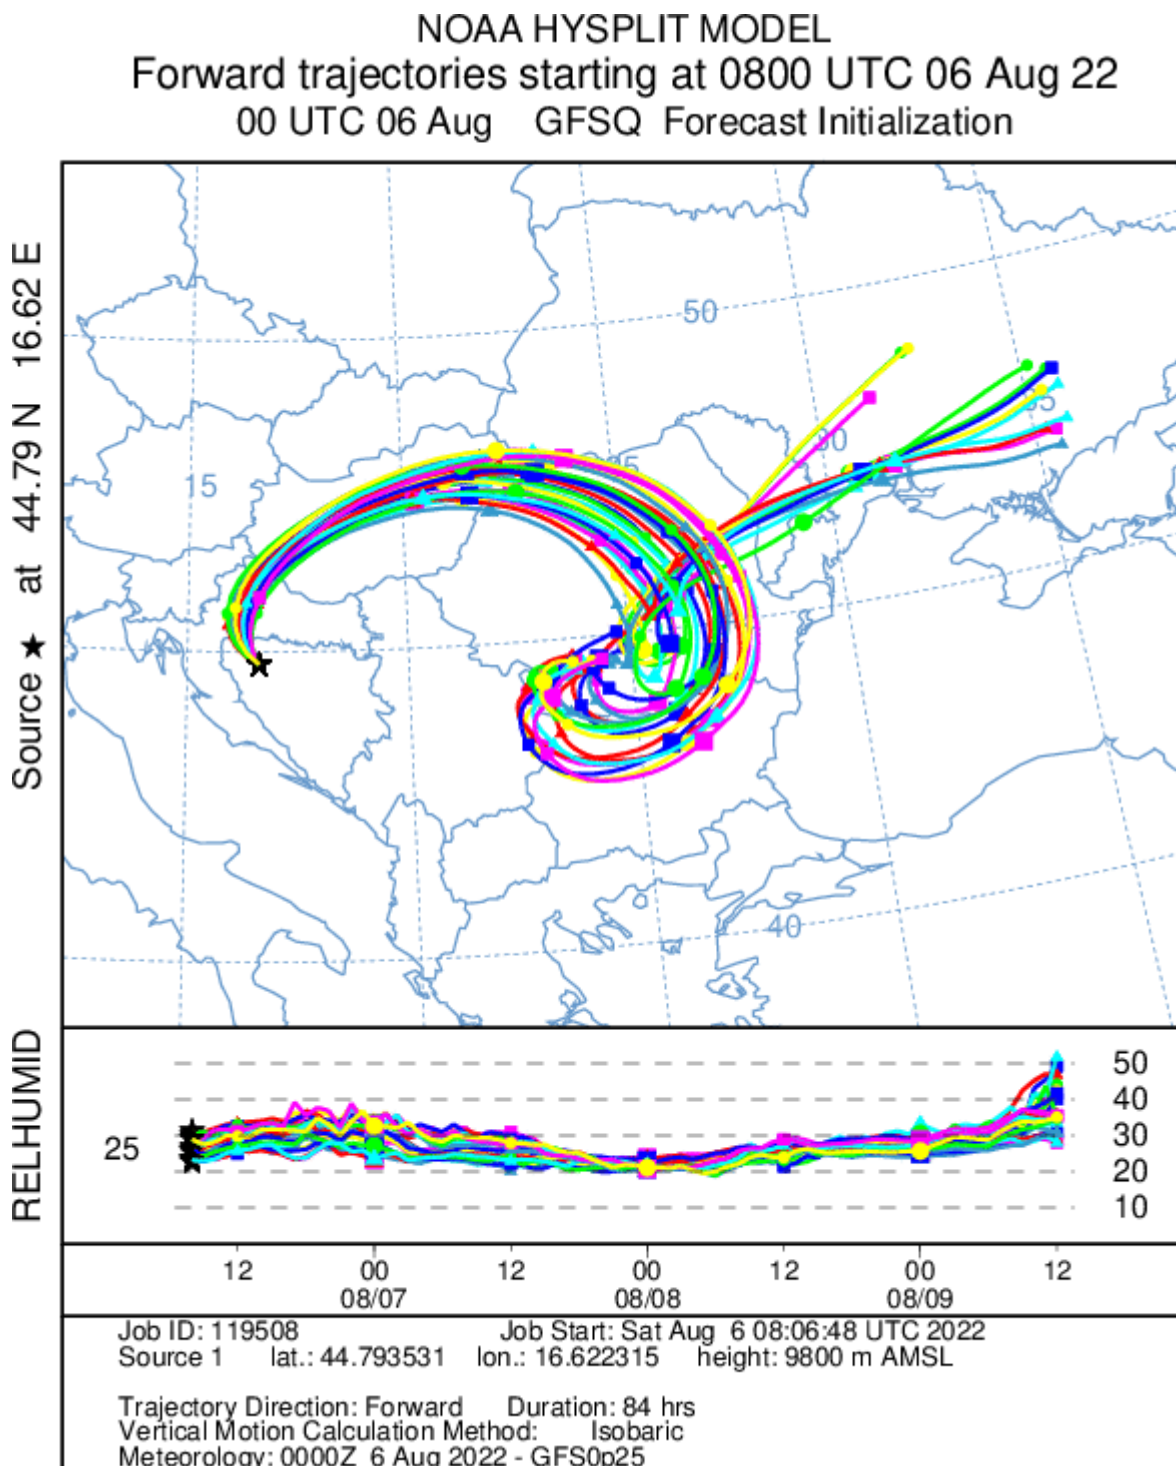 NOAA HYSPLIT MODEL
Forward trajectories starting at 0800 UTC 06 Aug 22
00 UTC 06 Aug GFSQ Forecast Initialization
Source ★ at 44.79 N 16.62 E
50
35
30
25
15
40
RELHUMID
25
50
40
30
20
10
12 00 12 00 12 00 12
08/07 08/08 08/09
Job ID: 119508 Job Start: Sat Aug 6 08:06:48 UTC 2022
Source 1 lat.: 44.793531 lon.: 16.622315 height: 9800 m AMSL
Trajectory Direction: Forward Duration: 84 hrs
Vertical Motion Calculation Method: Isobaric
Meteorology: 0000Z 6 Aug 2022 - GFS0p25